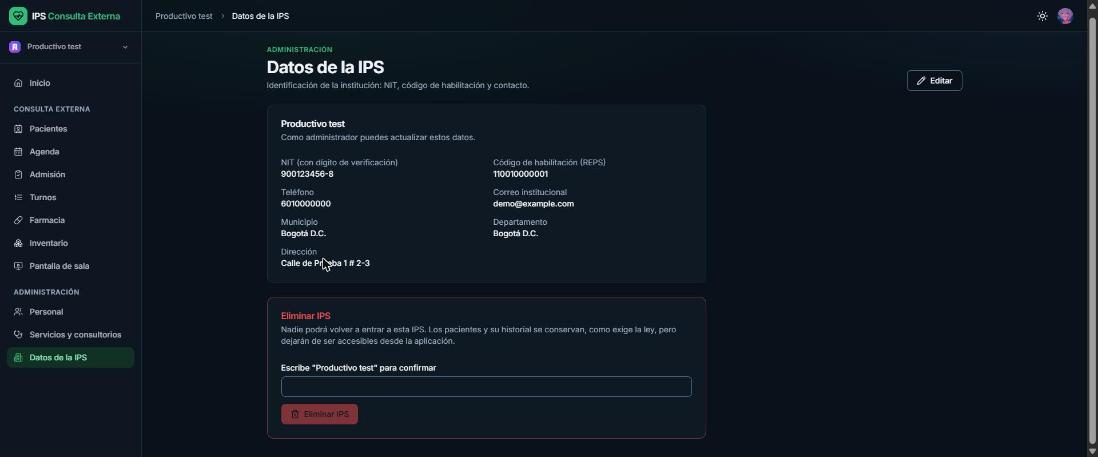 IPS Consulta Externa
Productivo test > Datos de la IPS
Productivo test
Inicio
CONSULTA EXTERNA
Pacientes
Agenda
Admisión
Turnos
Farmacia
Inventario
Pantalla de sala
ADMINISTRACIÓN
Personal
Servicios y consultorios
Datos de la IPS
ADMINISTRACIÓN
Datos de la IPS
Identificación de la institución: NIT, código de habilitación y contacto.
Editar
Productivo test
Como administrador puedes actualizar estos datos.
NIT (con dígito de verificación)
900123456-8
Código de habilitación (REPS)
110010000001
Teléfono
6010000000
Correo institucional
demo@example.com
Municipio
Bogotá D.C.
Departamento
Bogotá D.C.
Dirección
Calle de Prueba 1 # 2-3
Eliminar IPS
Nadie podrá volver a entrar a esta IPS. Los pacientes y su historial se conservan, como exige la ley, pero
dejarán de ser accesibles desde la aplicación.
Escribe "Productivo test" para confirmar
Eliminar IPS